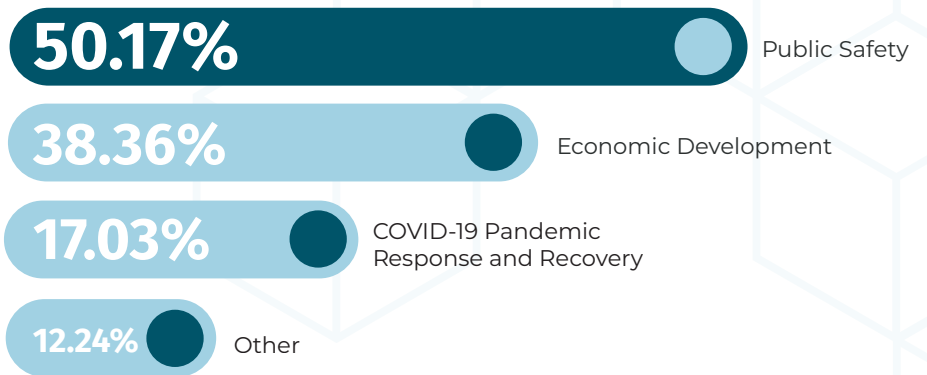 50.17%
Public Safety
38.36%
Economic Development
17.03%
COVID-19 Pandemic
Response and Recovery
12.24%
Other